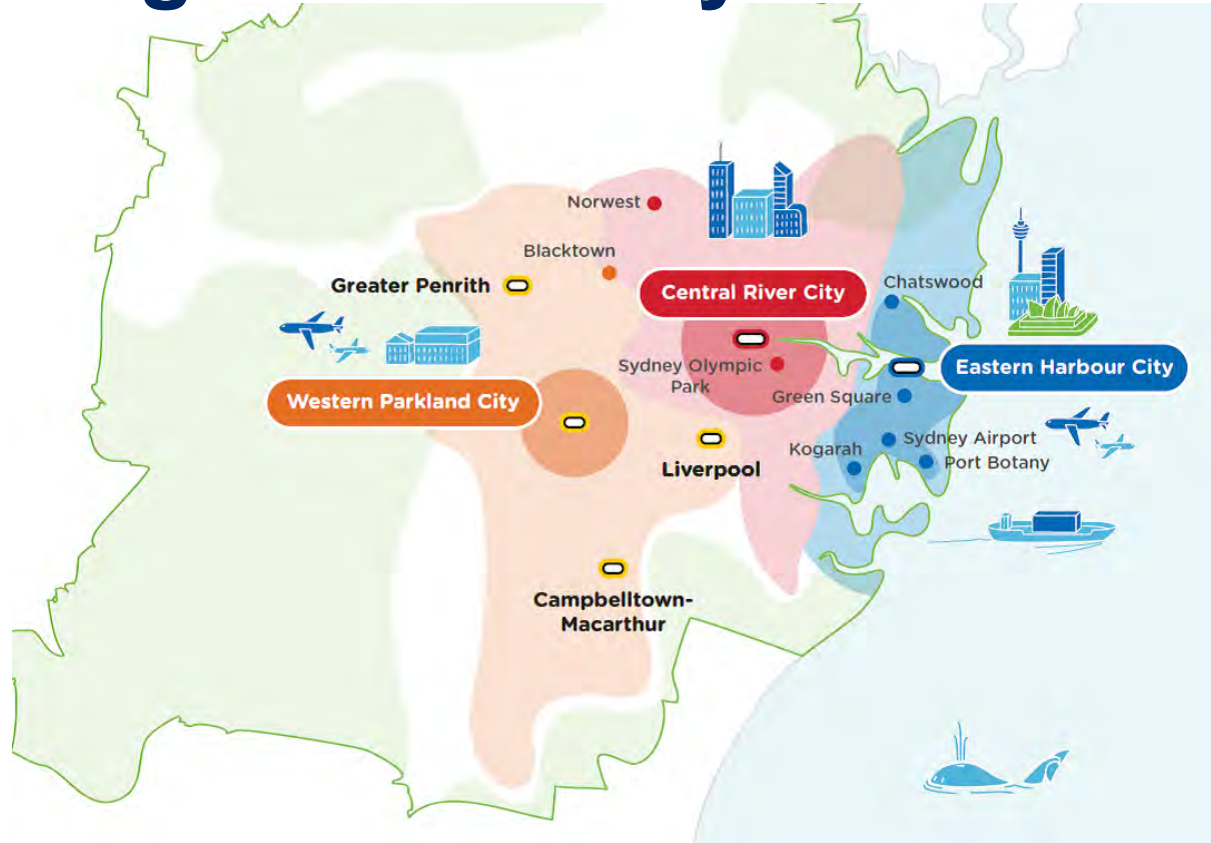 Norwest
Blacktown
Greater Penrith
Central River City
Chatswood
Sydney Olympic
Park
Eastern Harbour City
Western Parkland City
Green Square
Liverpool
Kogarah
Sydney Airport
Port Botany
Campbelltown-
Macarthur